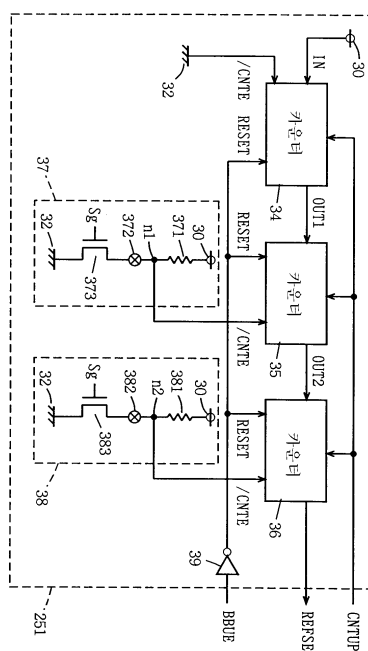 30
IN
32
/CNTE
RESET
카운터
34
OUT1
RESET
/CNTE
카운터
35
OUT2
RESET
/CNTE
카운터
36
37
30
371
n1
372
Sg
373
32
38
30
381
n2
382
Sg
383
32
39
251
CNTUP
REFSE
BBUE